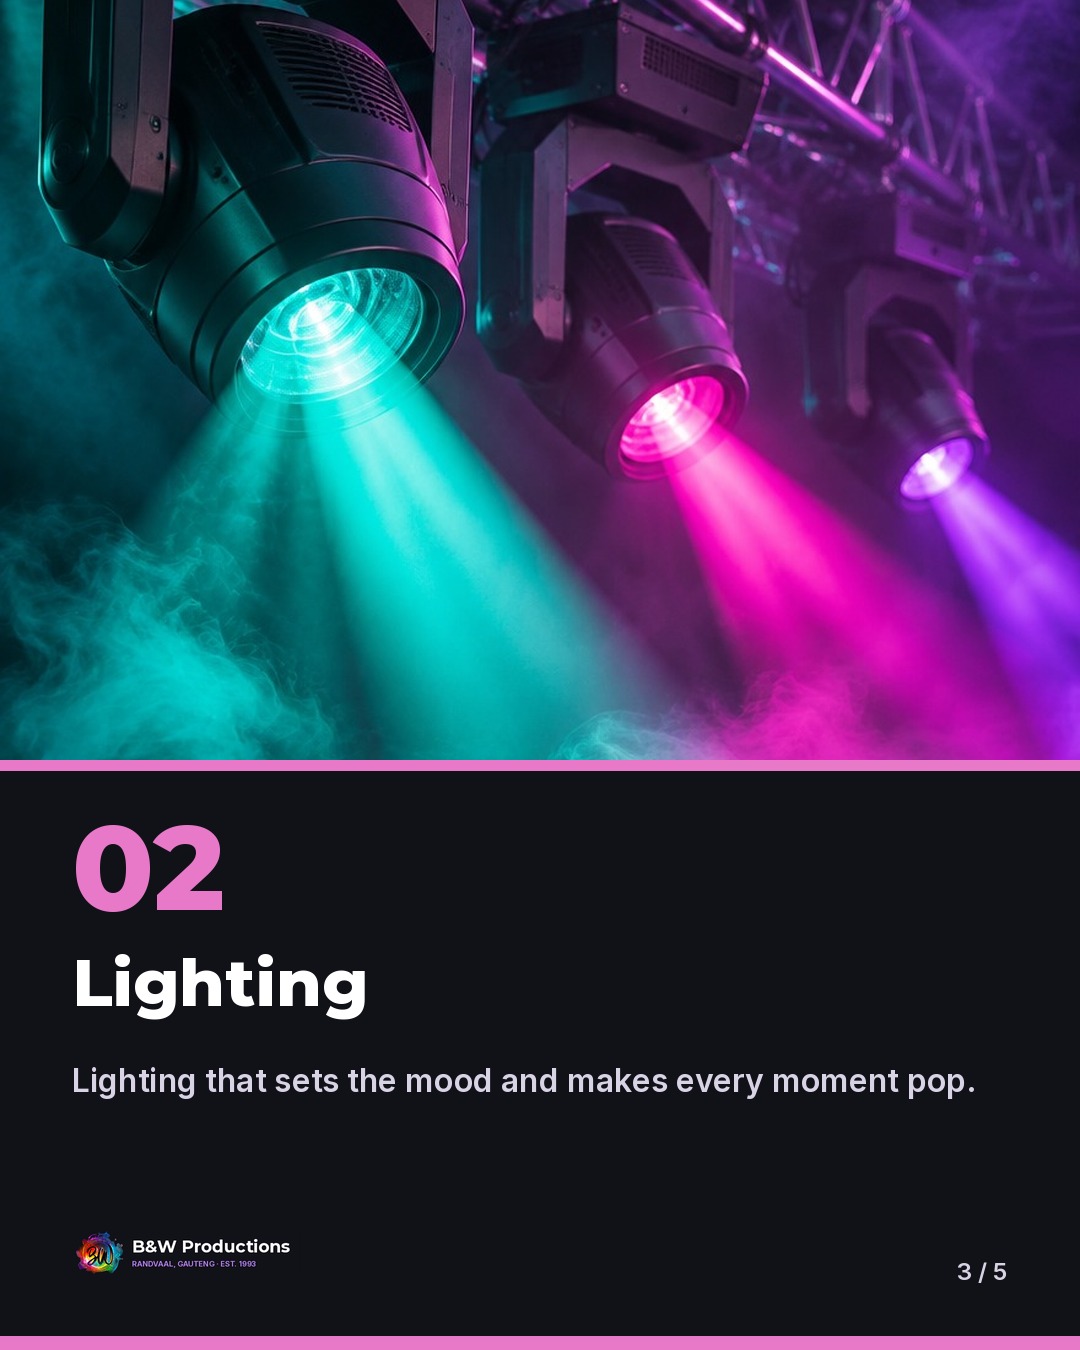 02
Lighting
Lighting that sets the mood and makes every moment pop.
B&W Productions
RANDVAAL, GAUTENG · EST. 1993
3 / 5